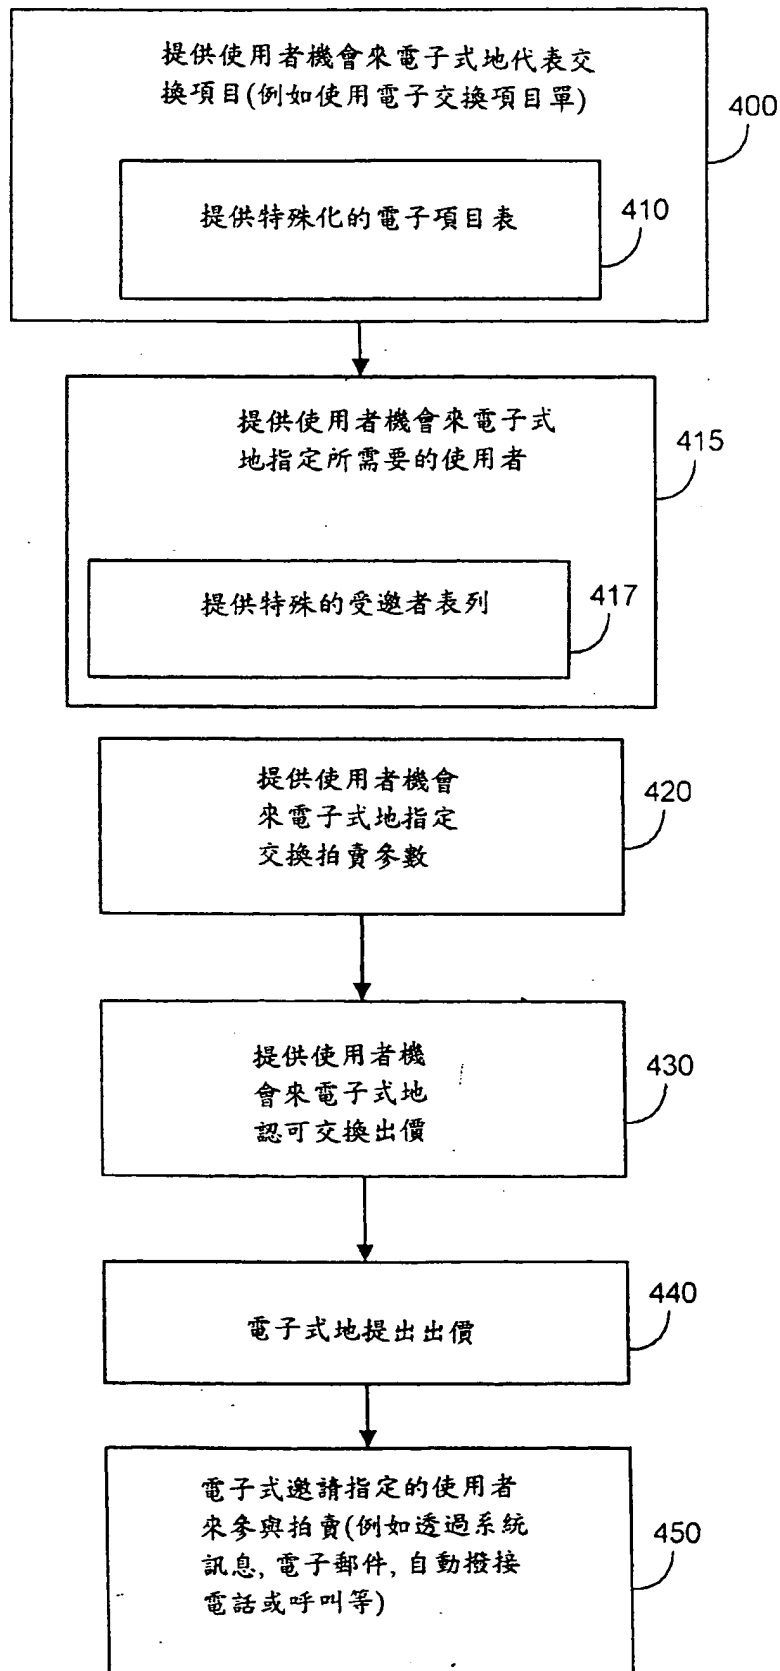 提供使用者機會來電子式地代表交
換項目(例如使用電子交換項目單)
400
提供特殊化的電子項目表
410
提供使用者機會來電子式
地指定所需要的使用者
415
提供特殊的受邀者表列
417
提供使用者機會
來電子式地指定
交換拍賣參數
420
提供使用者機
會來電子式地
認可交換出價
430
電子式地提出出價
440
電子式邀請指定的使用者
來參與拍賣(例如透過系統
訊息, 電子郵件, 自動撥接
電話或呼叫等)
450